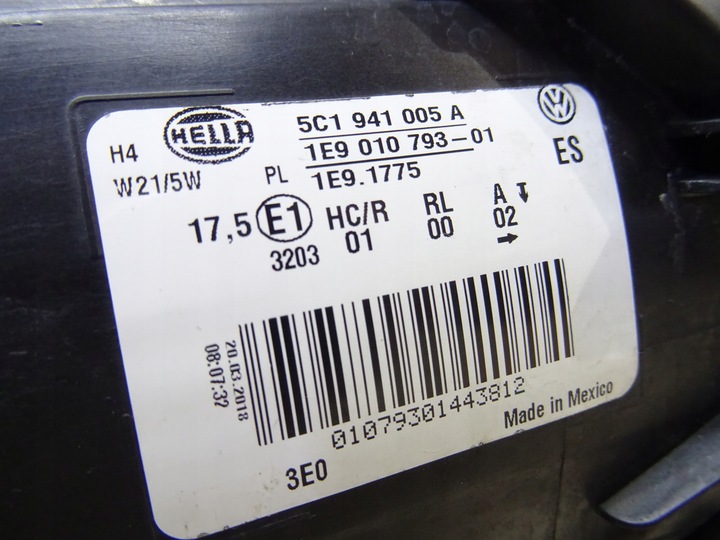 HELLA
5C1 941 005 A
1E9 010 793-01
1E9.1775
ES
H4
W21/5W
PL
17,5 E1 HC/R RL A
3203 01 00 02
20.03.2018
08:07:32
01079301443812
3E0
Made in Mexico